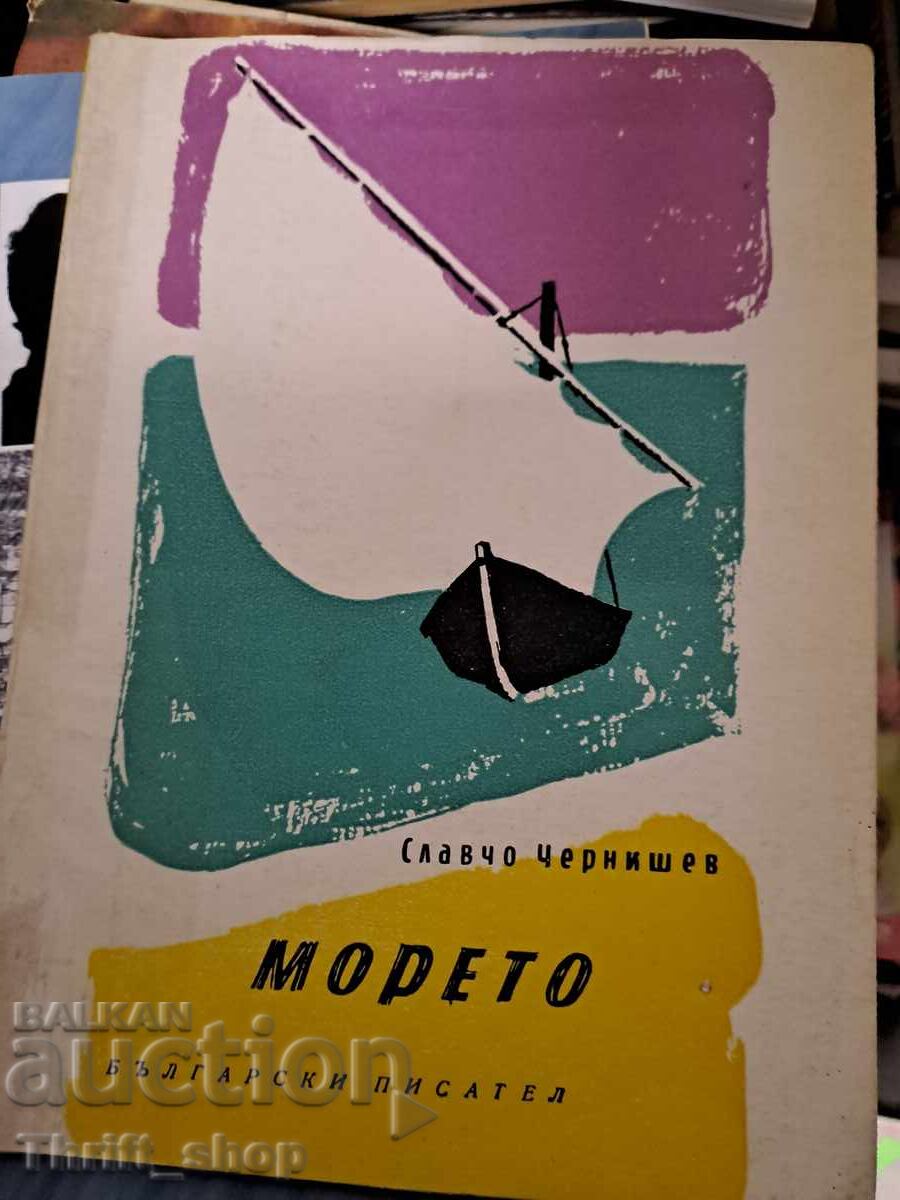 Славчо Чернишев
МОРЕТО
БЪЛГАРСКИ ПИСАТЕЛ
BALKAN
auction
Thrift_shop